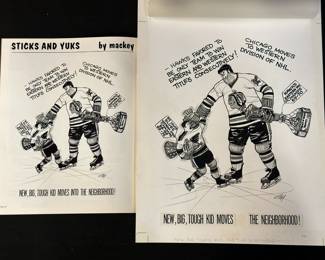 STICKS AND YUKS by mackey
-HAWKS FAVORED TO
BE ONLY TEAM TO WIN
EASTERN AND WESTERN
TITLES CONSECUTIVELY!
CHICAGO MOVES
TO WESTERN
DIVISION OF NHL.
NEW, BIG, TOUGH KID MOVES INTO THE NEIGHBORHOOD!
-HAWKS FAVORED TO
BE ONLY TEAM TO WIN
EASTERN AND WESTERN
TITLES CONSECUTIVELY!
CHICAGO MOVES
TO WESTERN
DIVISION OF NHL.
NEW, BIG, TOUGH KID MOVES THE NEIGHBORHOOD!